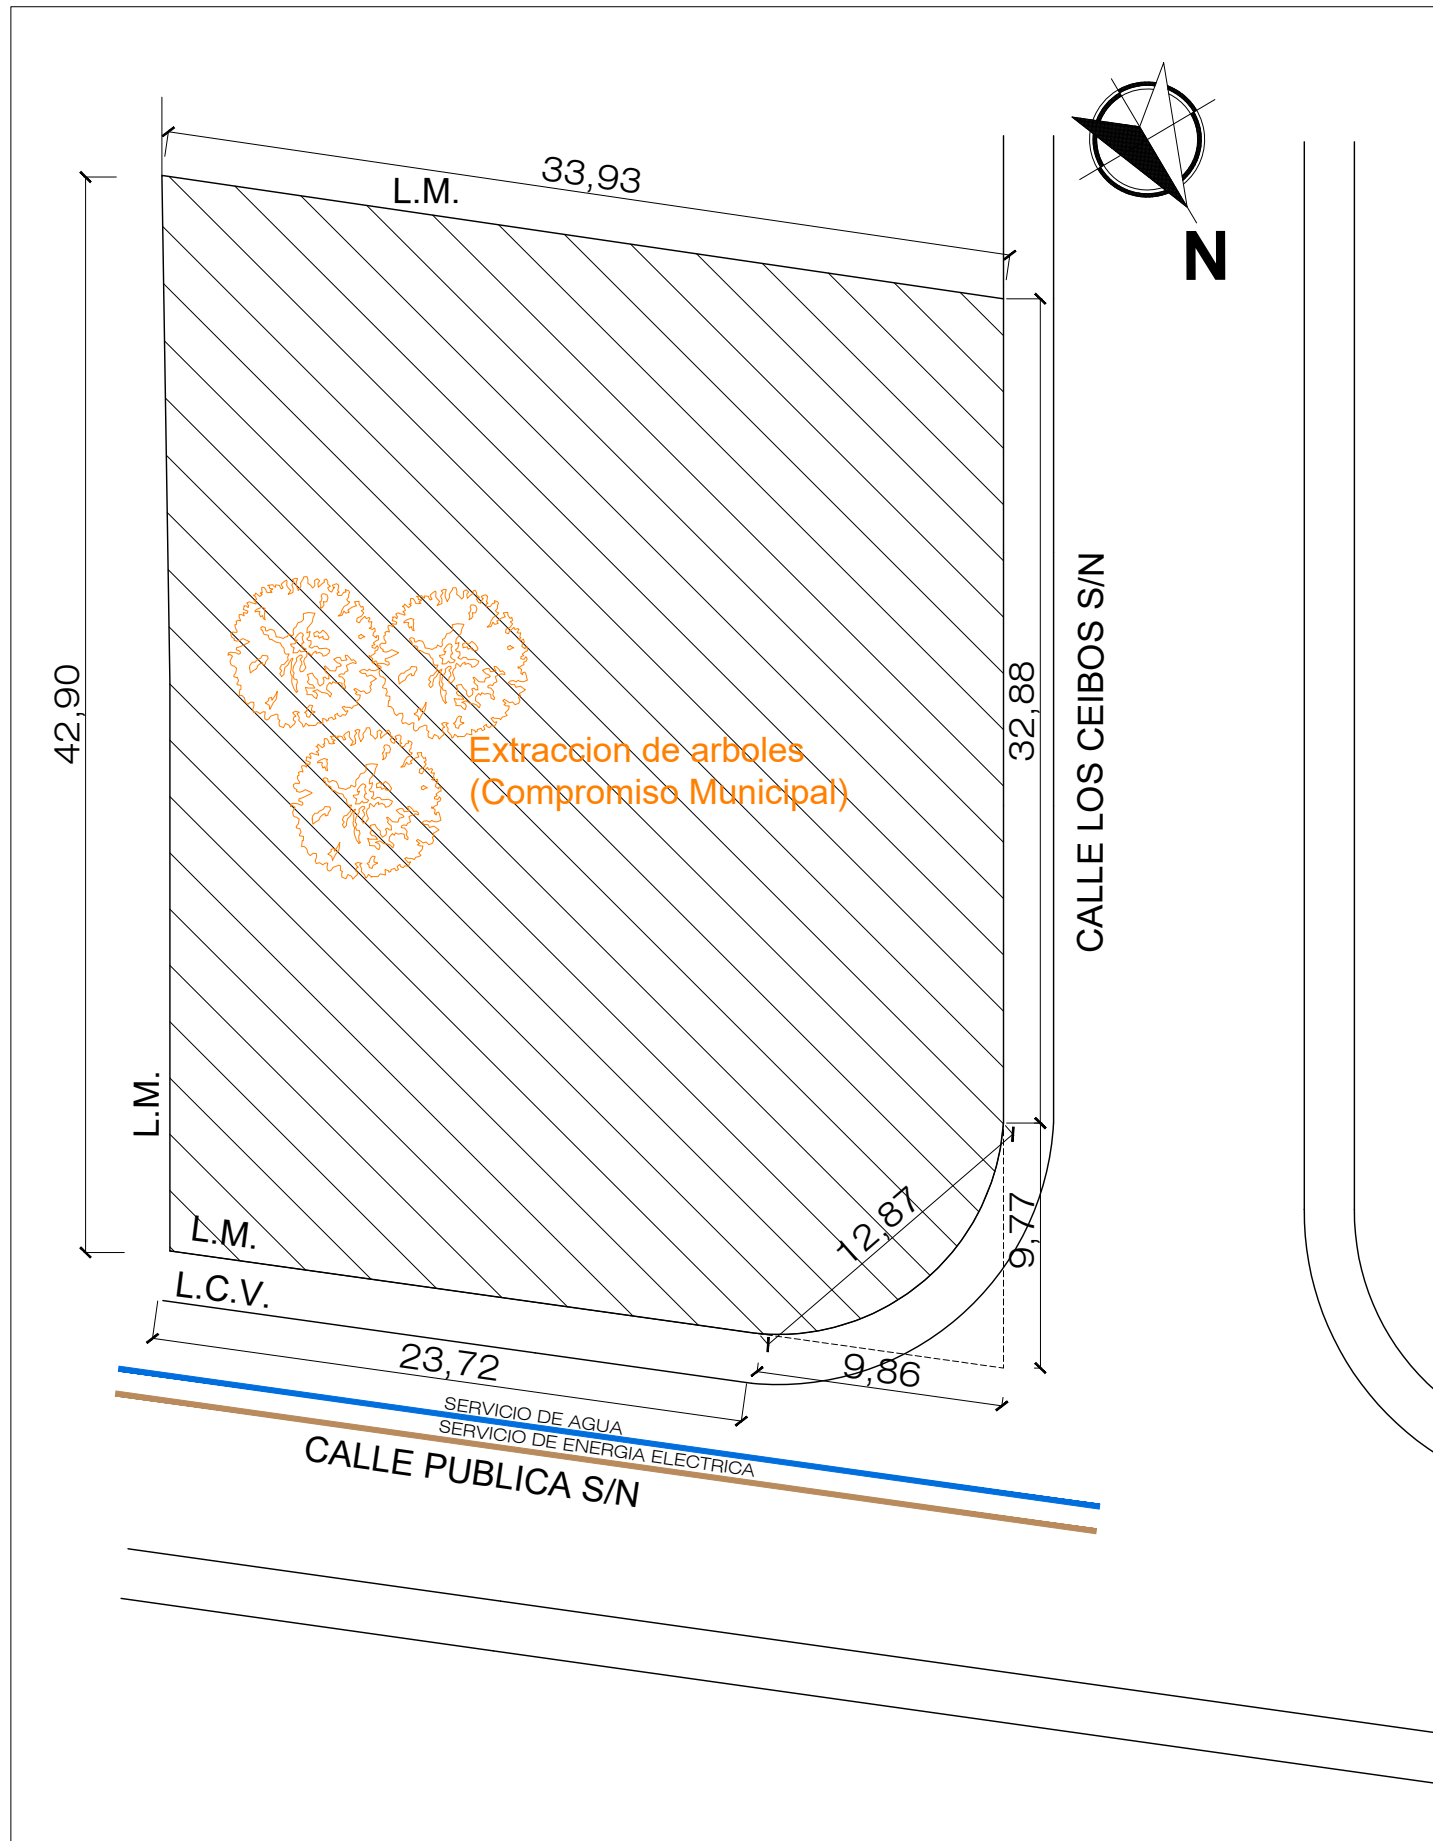 33,93
L.M.
N
42,90
32,88
CALLE LOS CEIBOS S/N
Extraccion de arboles
(Compromiso Municipal)
L.M.
12,87
9,77
L.M.
L.C.V.
23,72
9,86
SERVICIO DE AGUA
SERVICIO DE ENERGIA ELECTRICA
CALLE PUBLICA S/N